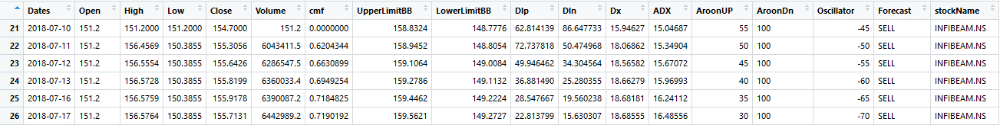 Dates Open High Low Close Volume cmf UpperLimitBB LowerLimitBB DIp DIn Dx ADX AroonUP AroonDn Oscillator Forecast stockName
21 2018-07-10 151.2 151.2000 151.2000 154.7000 151.2 0.0000000 158.8324 148.7776 62.814139 86.647733 15.94627 15.04687 55 100 -45 SELL INFIBEAM.NS
22 2018-07-11 151.2 156.4569 150.3855 155.3056 6043411.5 0.6204344 158.9452 148.8054 72.737818 50.474968 18.06862 15.34904 50 100 -50 SELL INFIBEAM.NS
23 2018-07-12 151.2 156.5554 150.3855 155.6426 6286547.5 0.6630899 159.1064 149.0084 49.946462 34.304564 18.56582 15.67072 45 100 -55 SELL INFIBEAM.NS
24 2018-07-13 151.2 156.5728 150.3855 155.8199 6360033.4 0.6949254 159.2786 149.1132 36.881490 25.280355 18.66279 15.96993 40 100 -60 SELL INFIBEAM.NS
25 2018-07-16 151.2 156.5759 150.3855 155.9178 6390087.2 0.7184825 159.4462 149.2224 28.547667 19.560238 18.68181 16.24112 35 100 -65 SELL INFIBEAM.NS
26 2018-07-17 151.2 156.5764 150.3855 155.7131 6442989.2 0.7190192 159.5621 149.2727 22.813799 15.630307 18.68555 16.48556 30 100 -70 SELL INFIBEAM.NS